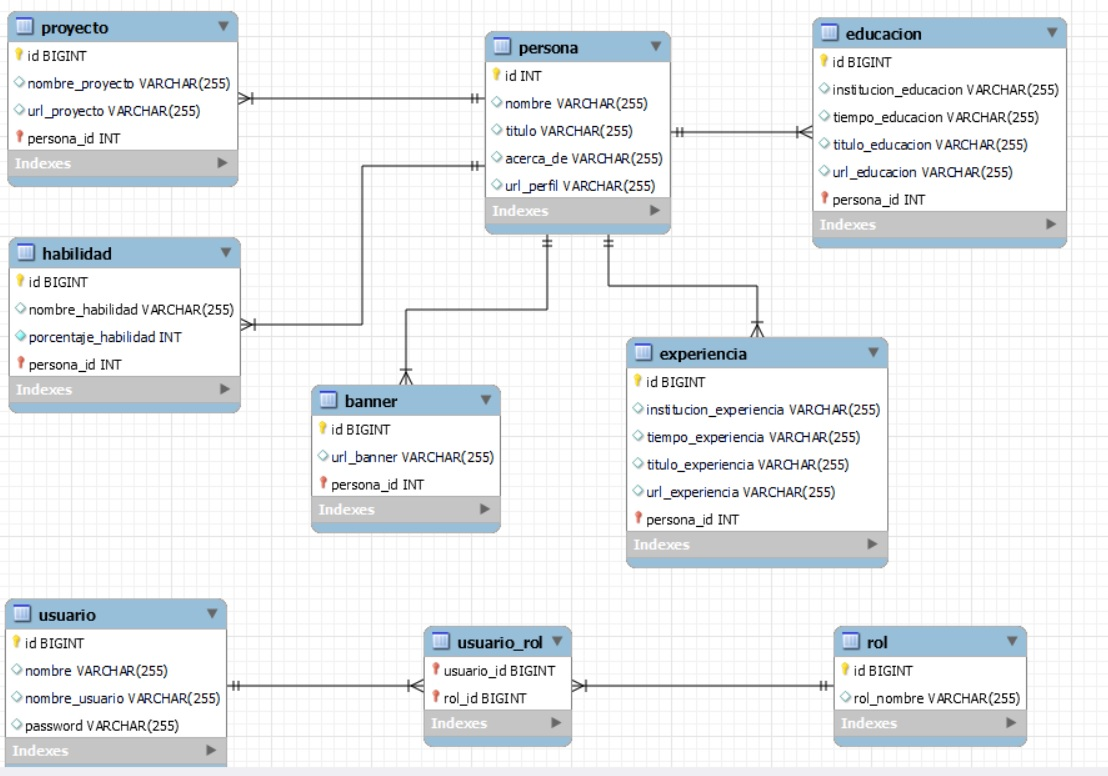 proyecto
id BIGINT
nombre_proyecto VARCHAR(255)
url_proyecto VARCHAR(255)
persona_id INT
Indexes
persona
id INT
nombre VARCHAR(255)
titulo VARCHAR(255)
acerca_de VARCHAR(255)
url_perfil VARCHAR(255)
Indexes
educacion
id BIGINT
institucion_educacion VARCHAR(255)
tiempo_educacion VARCHAR(255)
titulo_educacion VARCHAR(255)
url_educacion VARCHAR(255)
persona_id INT
Indexes
habilidad
id BIGINT
nombre_habilidad VARCHAR(255)
porcentaje_habilidad INT
persona_id INT
Indexes
banner
id BIGINT
url_banner VARCHAR(255)
persona_id INT
Indexes
experiencia
id BIGINT
institucion_experiencia VARCHAR(255)
tiempo_experiencia VARCHAR(255)
titulo_experiencia VARCHAR(255)
url_experiencia VARCHAR(255)
persona_id INT
Indexes
usuario
id BIGINT
nombre VARCHAR(255)
nombre_usuario VARCHAR(255)
password VARCHAR(255)
Indexes
usuario_rol
usuario_id BIGINT
rol_id BIGINT
Indexes
rol
id BIGINT
rol_nombre VARCHAR(255)
Indexes